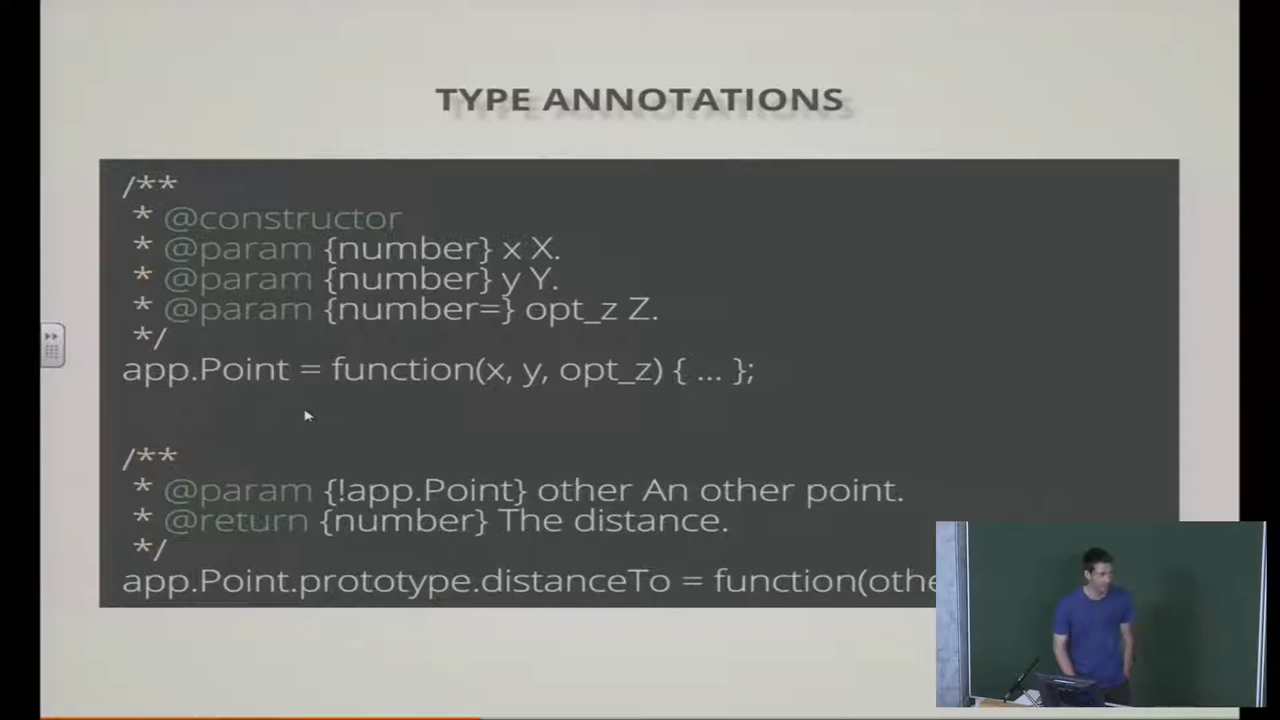 TYPE ANNOTATIONS
/**
* @constructor
* @param {number} x X.
* @param {number} y Y.
* @param {number=} opt_z Z.
*/
app.Point = function(x, y, opt_z) { ... };
/**
* @param {!app.Point} other An other point.
* @return {number} The distance.
*/
app.Point.prototype.distanceTo = function(othe